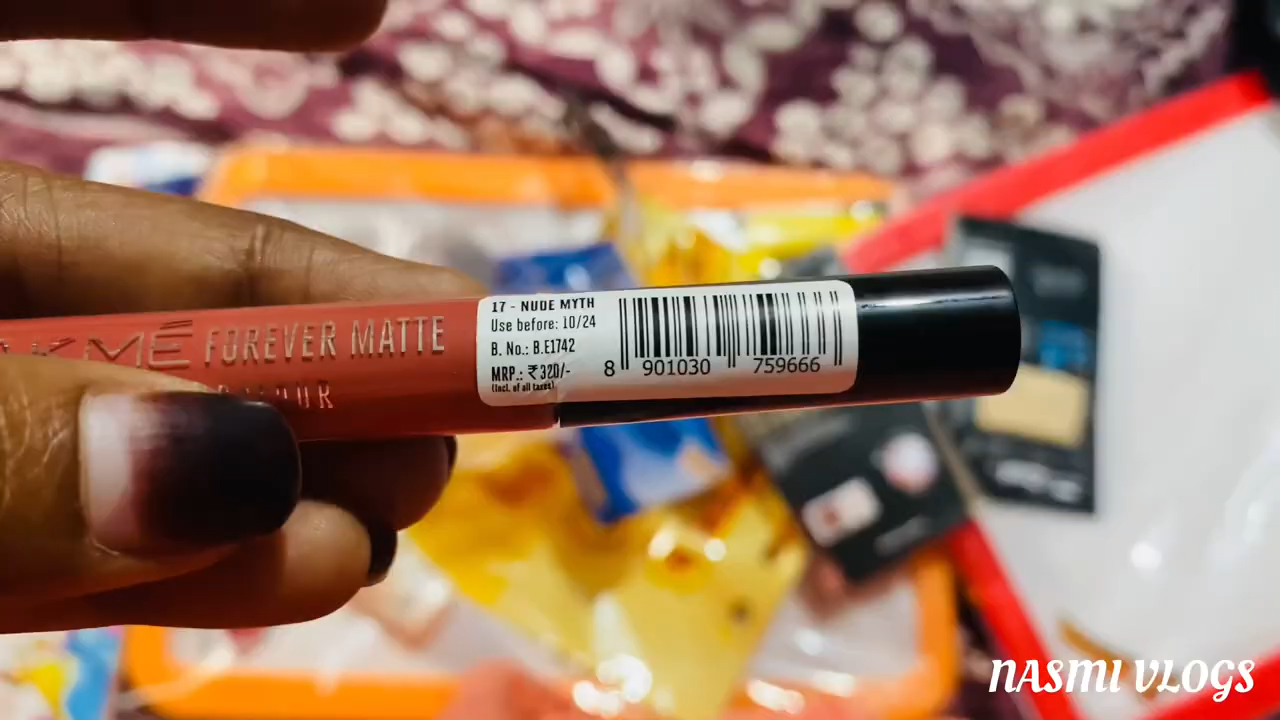 FOREVER MATTE
17 - NUDE MYTH
Use before: 10/24
B. No.: B.E1742
MRP.: ₹320/-
(Incl. of all taxes)
8 901030 759666
NASMI VLOGS